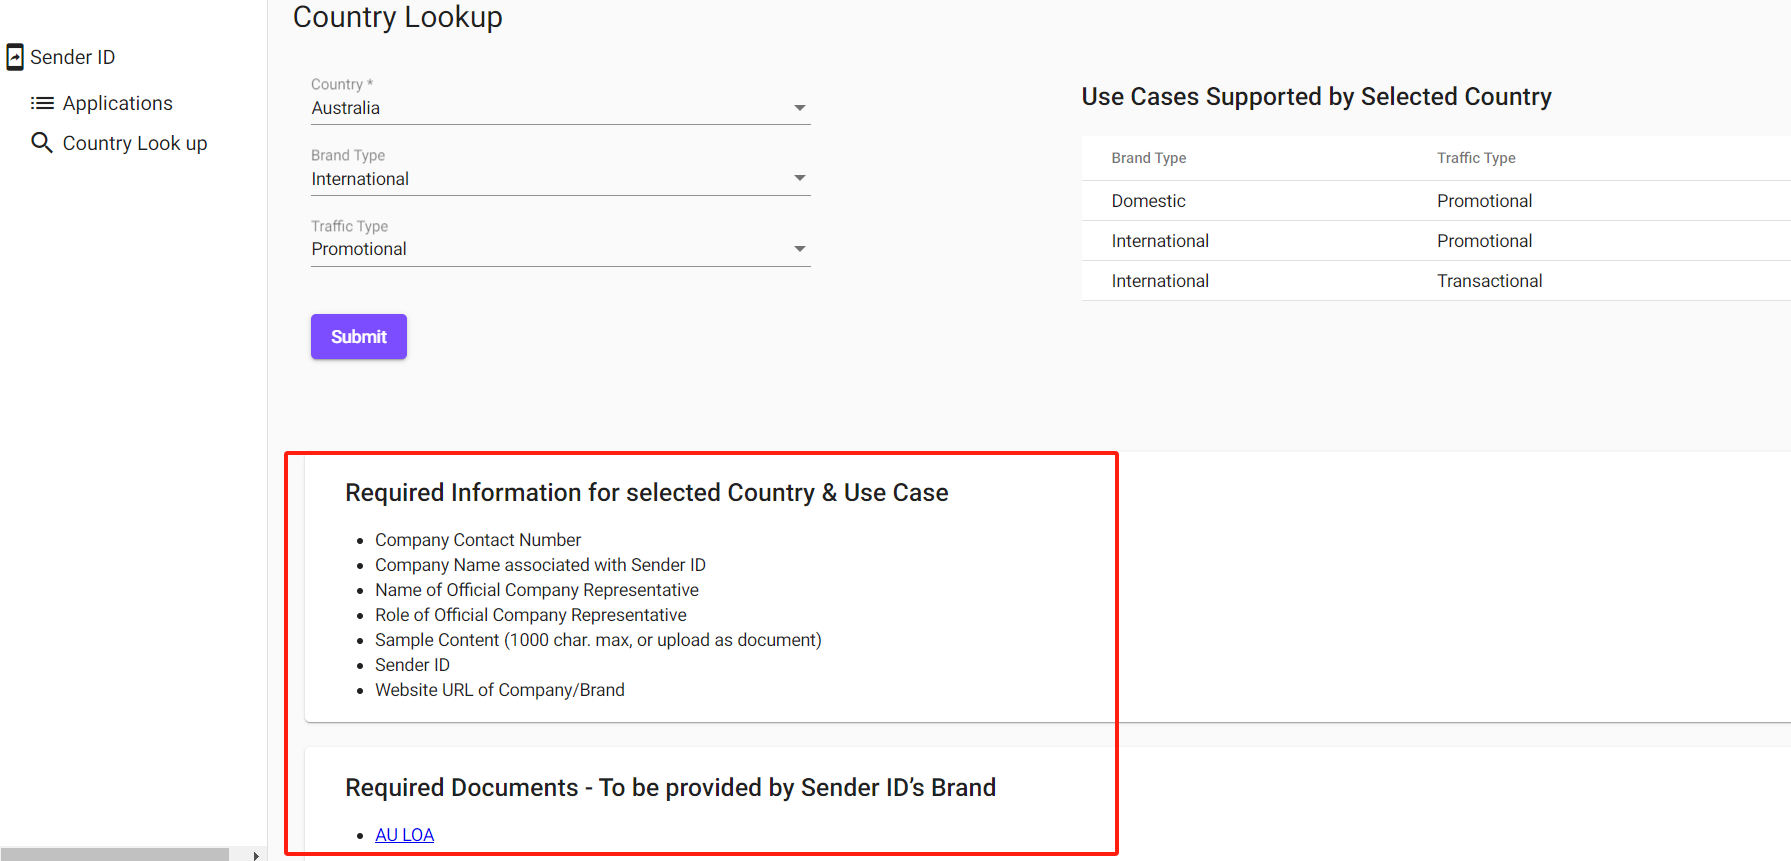 Country Lookup
Sender ID
Applications
Country Look up
Country *
Australia
Brand Type
International
Traffic Type
Promotional
Submit
Use Cases Supported by Selected Country
Brand Type Traffic Type
Domestic Promotional
International Promotional
International Transactional
Required Information for selected Country & Use Case
• Company Contact Number
• Company Name associated with Sender ID
• Name of Official Company Representative
• Role of Official Company Representative
• Sample Content (1000 char. max, or upload as document)
• Sender ID
• Website URL of Company/Brand
Required Documents - To be provided by Sender ID’s Brand
• AU LOA